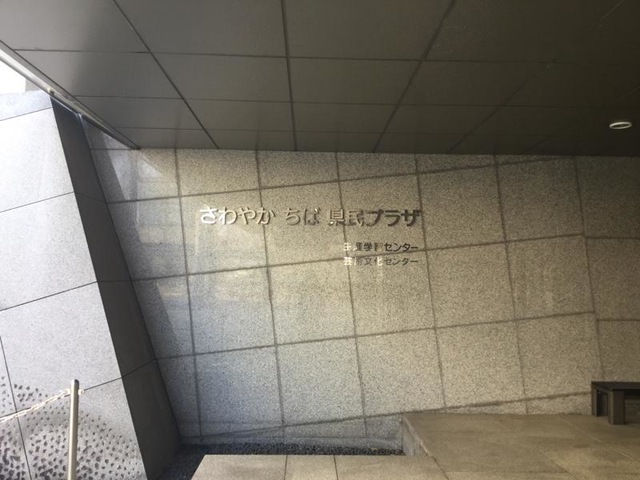 さわやか ちば 県民プラザ
生涯学習センター
芸術文化センター